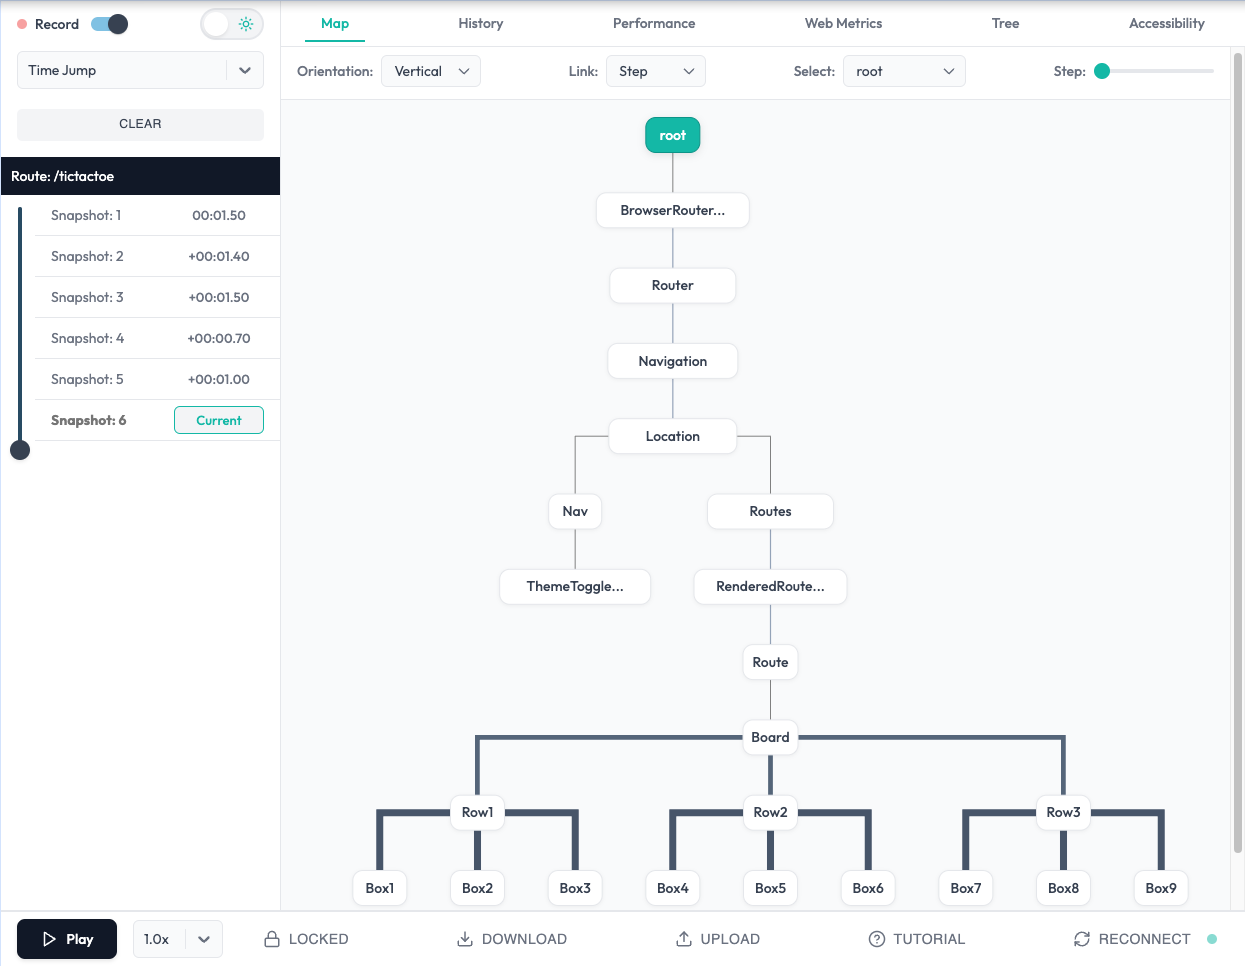 Record
Map
History
Performance
Web Metrics
Tree
Accessibility
Time Jump
Orientation:
Vertical
Link:
Step
Select:
root
Step:
CLEAR
Route: /tictactoe
Snapshot: 1 00:01.50
Snapshot: 2 +00:01.40
Snapshot: 3 +00:01.50
Snapshot: 4 +00:00.70
Snapshot: 5 +00:01.00
Snapshot: 6 Current
root
BrowserRouter...
Router
Navigation
Location
Nav
Routes
ThemeToggle...
RenderedRoute...
Route
Board
Row1
Row2
Row3
Box1
Box2
Box3
Box4
Box5
Box6
Box7
Box8
Box9
Play
1.0x
LOCKED
DOWNLOAD
UPLOAD
TUTORIAL
RECONNECT